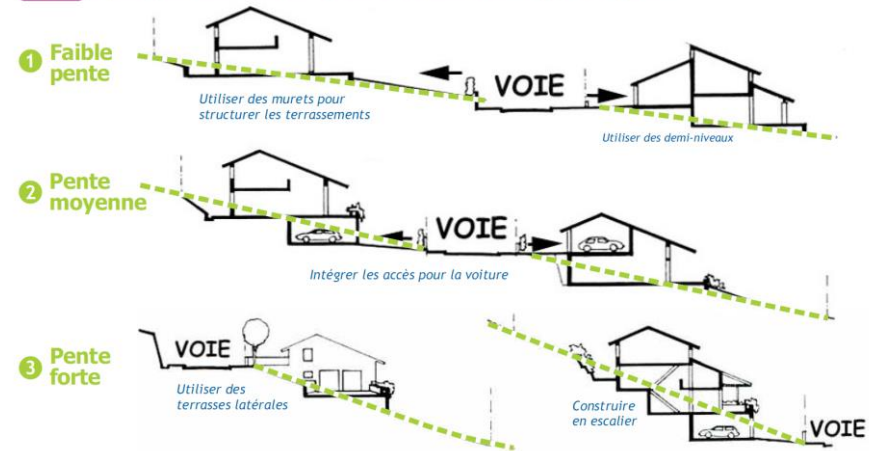 1 Faible
pente
VOIE
Utiliser des murets pour
structurer les terrassements
Utiliser des demi-niveaux
2 Pente
moyenne
VOIE
Intégrer les accès pour la voiture
3 Pente
forte
VOIE
Utiliser des
terrasses latérales
Construire
en escalier
VOIE